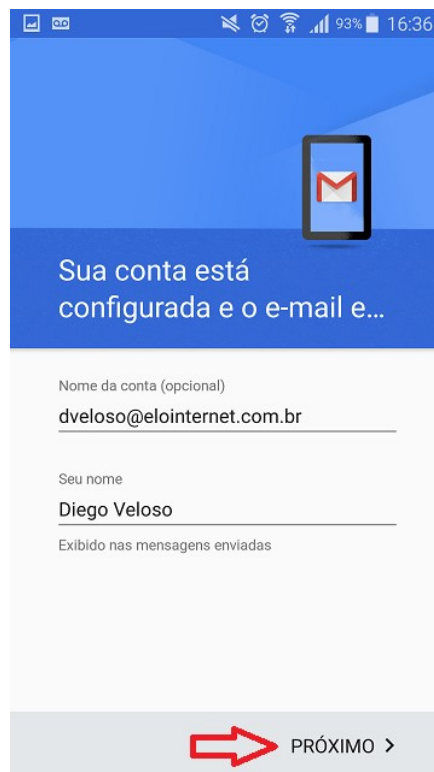 93% 16:36
Sua conta está
configurada e o e-mail e...
Nome da conta (opcional)
dveloso@elointernet.com.br
Seu nome
Diego Veloso
Exibido nas mensagens enviadas
PRÓXIMO >